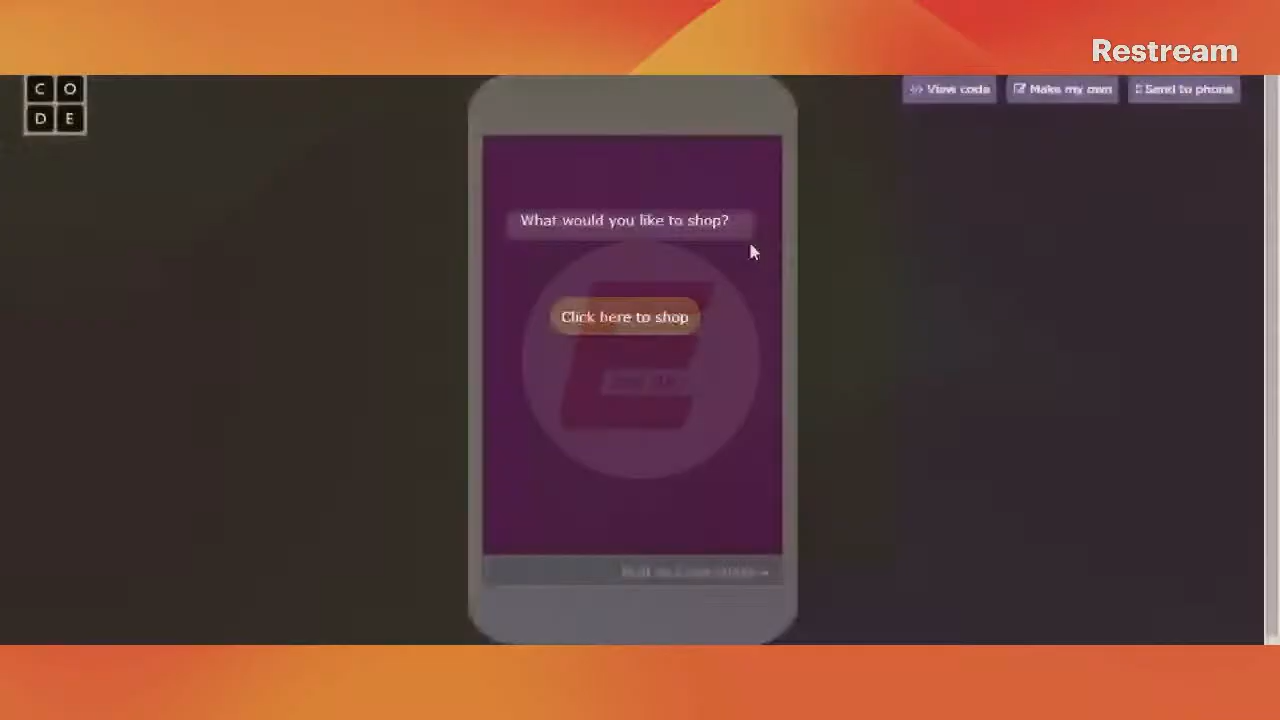 Restream
C O
D E
View code
Make my own
Send to phone
What would you like to shop?
Click here to shop
E